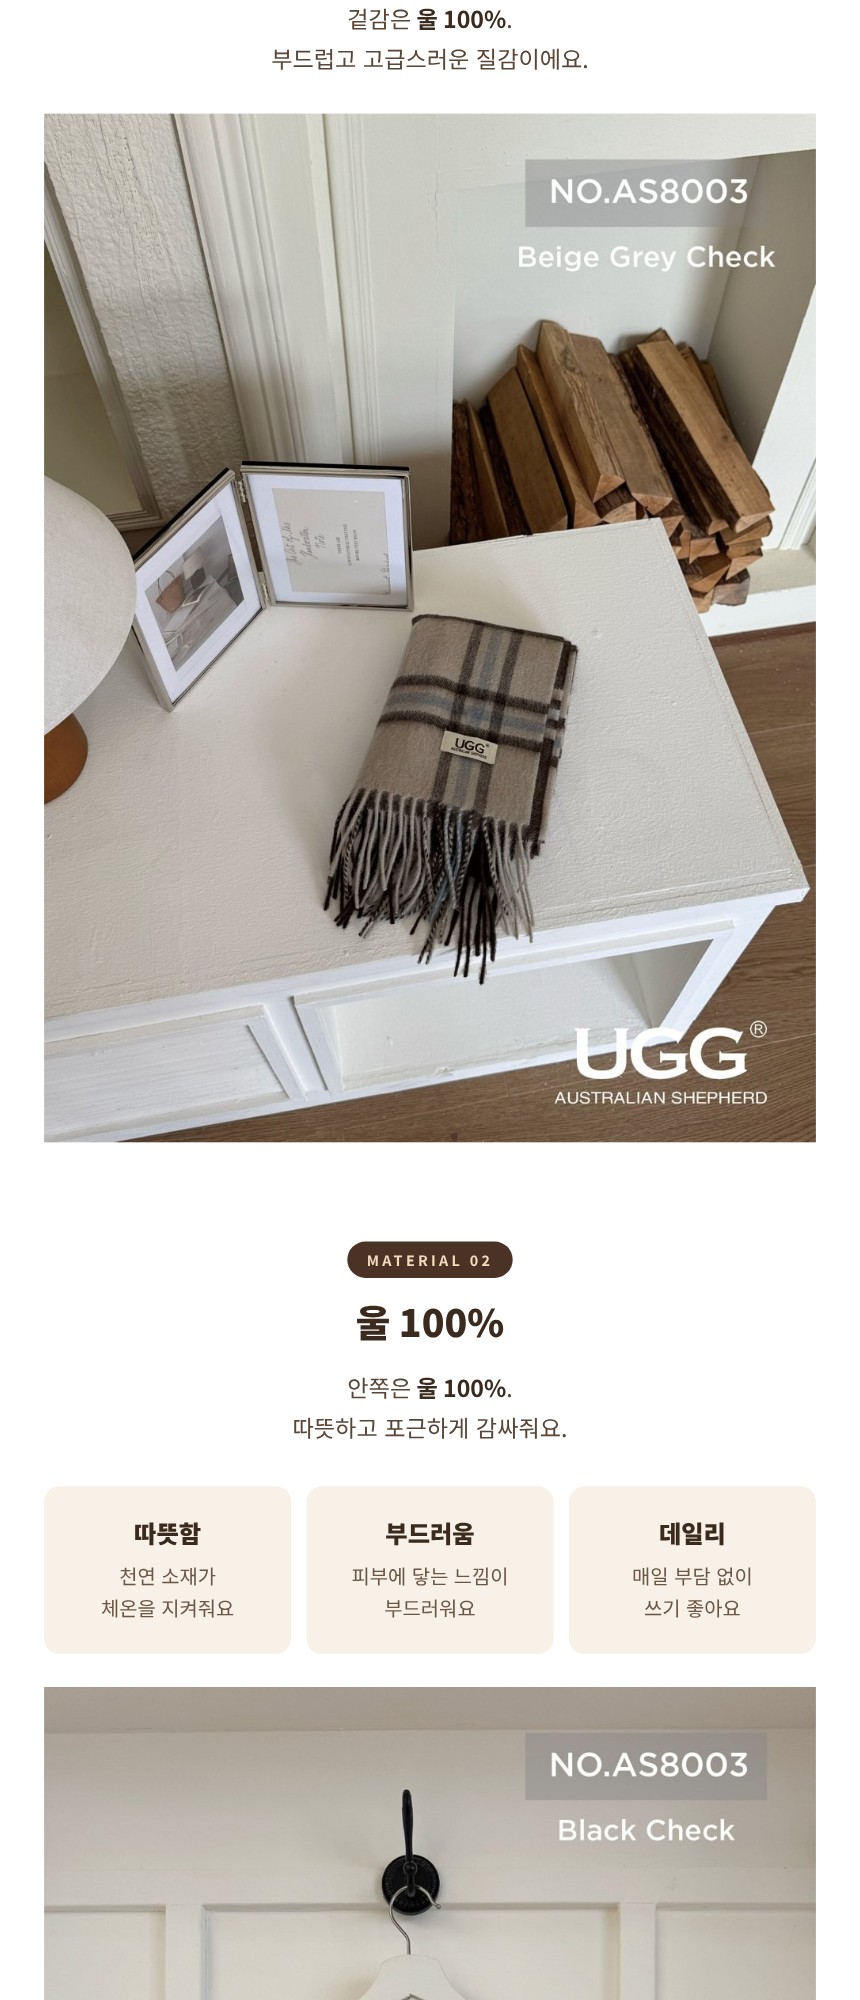 겉감은 울 100%.
부드럽고 고급스러운 질감이에요.
NO.AS8003
Beige Grey Check
UGG®
UGG®
AUSTRALIAN SHEPHERD
MATERIAL 02
울 100%
안쪽은 울 100%.
따뜻하고 포근하게 감싸줘요.
따뜻함
천연 소재가
체온을 지켜줘요
부드러움
피부에 닿는 느낌이
부드러워요
데일리
매일 부담 없이
쓰기 좋아요
NO.AS8003
Black Check